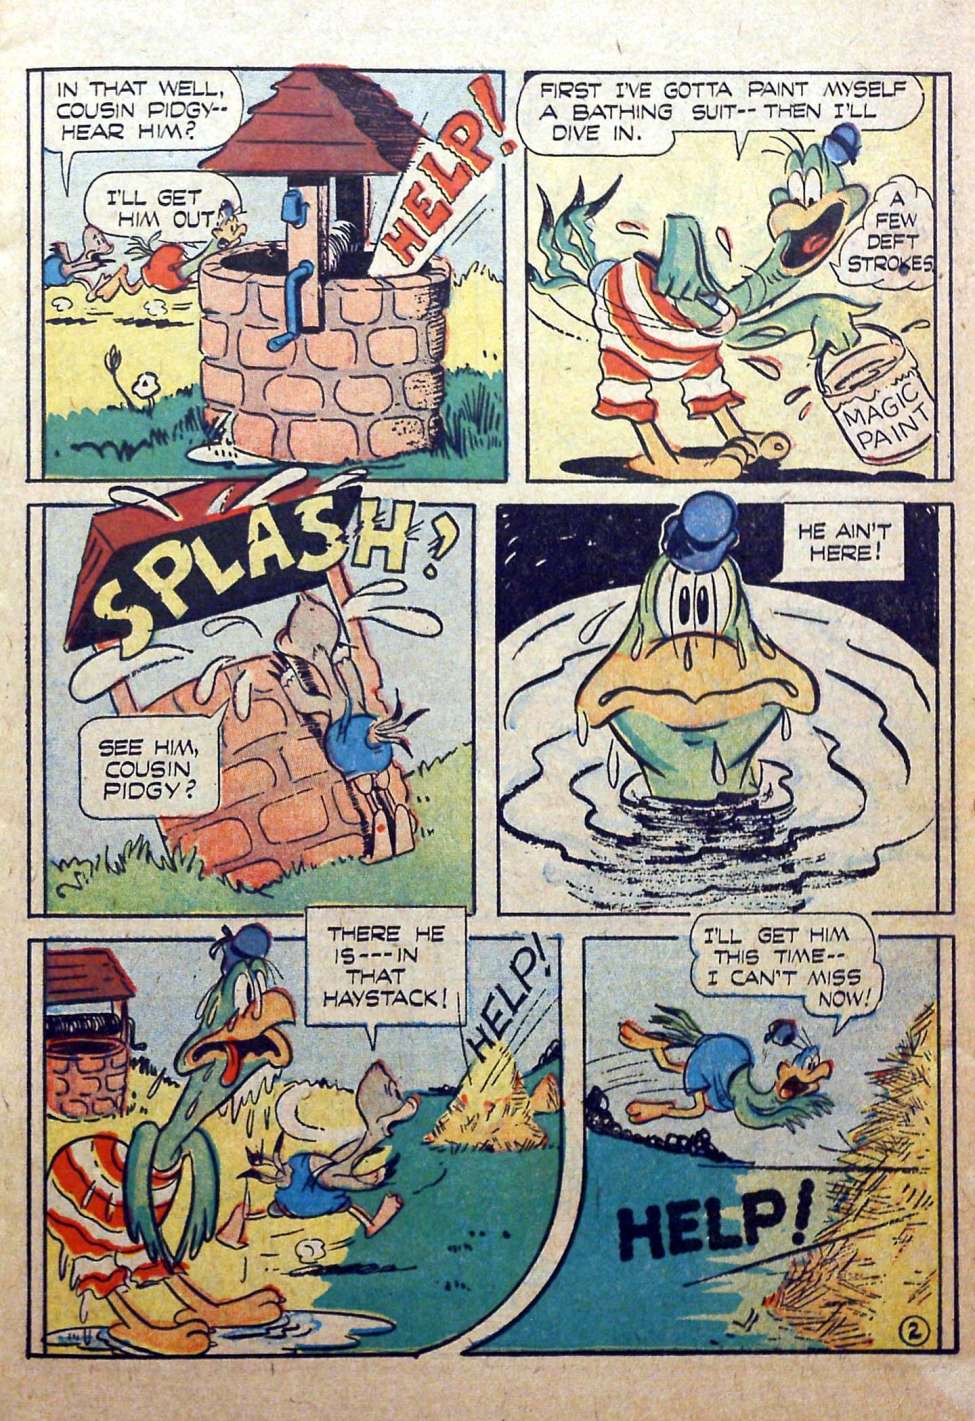 IN THAT WELL,
COUSIN PIDGY--
HEAR HIM?
I'LL GET
HIM OUT
HELP!
FIRST I'VE GOTTA PAINT MYSELF
A BATHING SUIT-- THEN I'LL
DIVE IN.
A
FEW
DEFT
STROKES
MAGIC
PAINT
SPLASH!
SEE HIM,
COUSIN
PIDGY?
HE AIN'T
HERE!
THERE HE
IS---IN
THAT
HAYSTACK!
HELP!
I'LL GET HIM
THIS TIME--
I CAN'T MISS
NOW!
HELP!
2